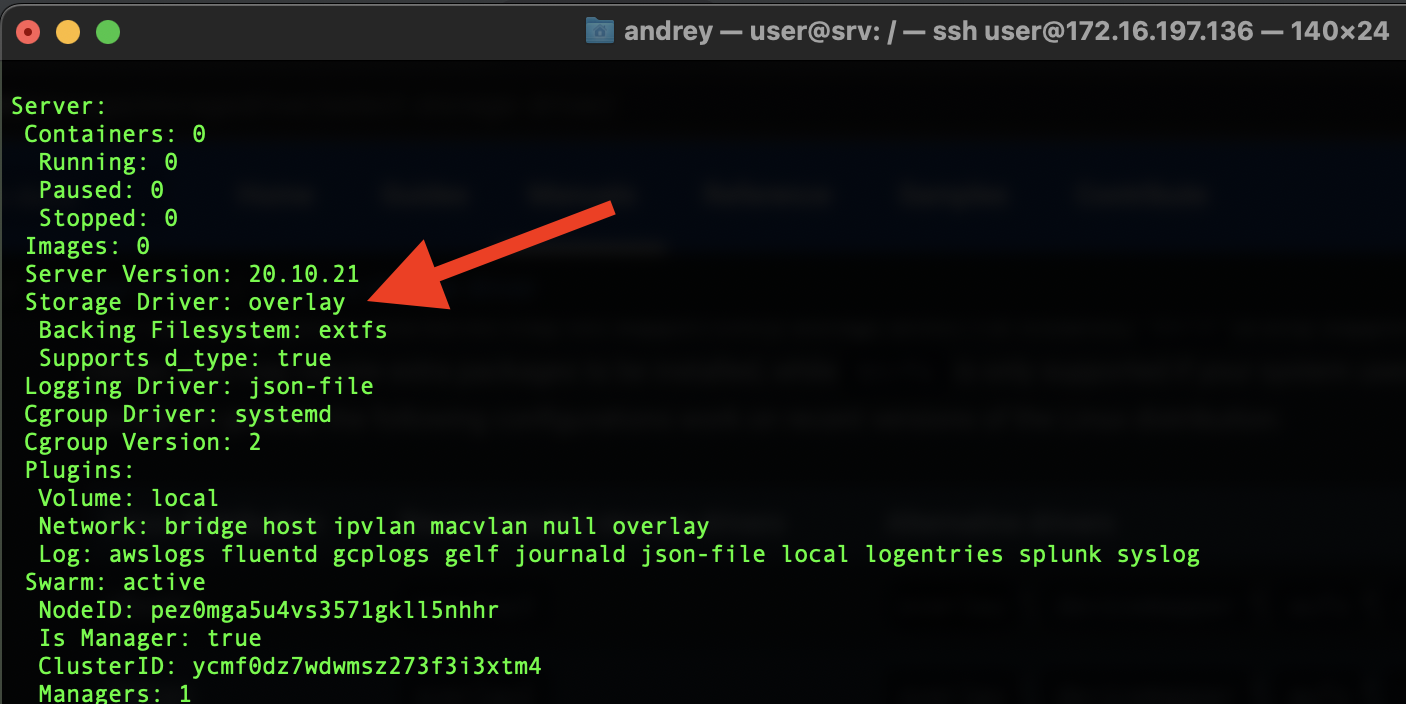 andrey — user@srv: / — ssh user@172.16.197.136 — 140×24
Server:
Containers: 0
Running: 0
Paused: 0
Stopped: 0
Images: 0
Server Version: 20.10.21
Storage Driver: overlay
Backing Filesystem: extfs
Supports d_type: true
Logging Driver: json-file
Cgroup Driver: systemd
Cgroup Version: 2
Plugins:
Volume: local
Network: bridge host ipvlan macvlan null overlay
Log: awslogs fluentd gcplogs gelf journald json-file local logentries splunk syslog
Swarm: active
NodeID: pez0mga5u4vs3571gkll5nhhr
Is Manager: true
ClusterID: ycmf0dz7wdwmsz273f3i3xtm4
Managers: 1